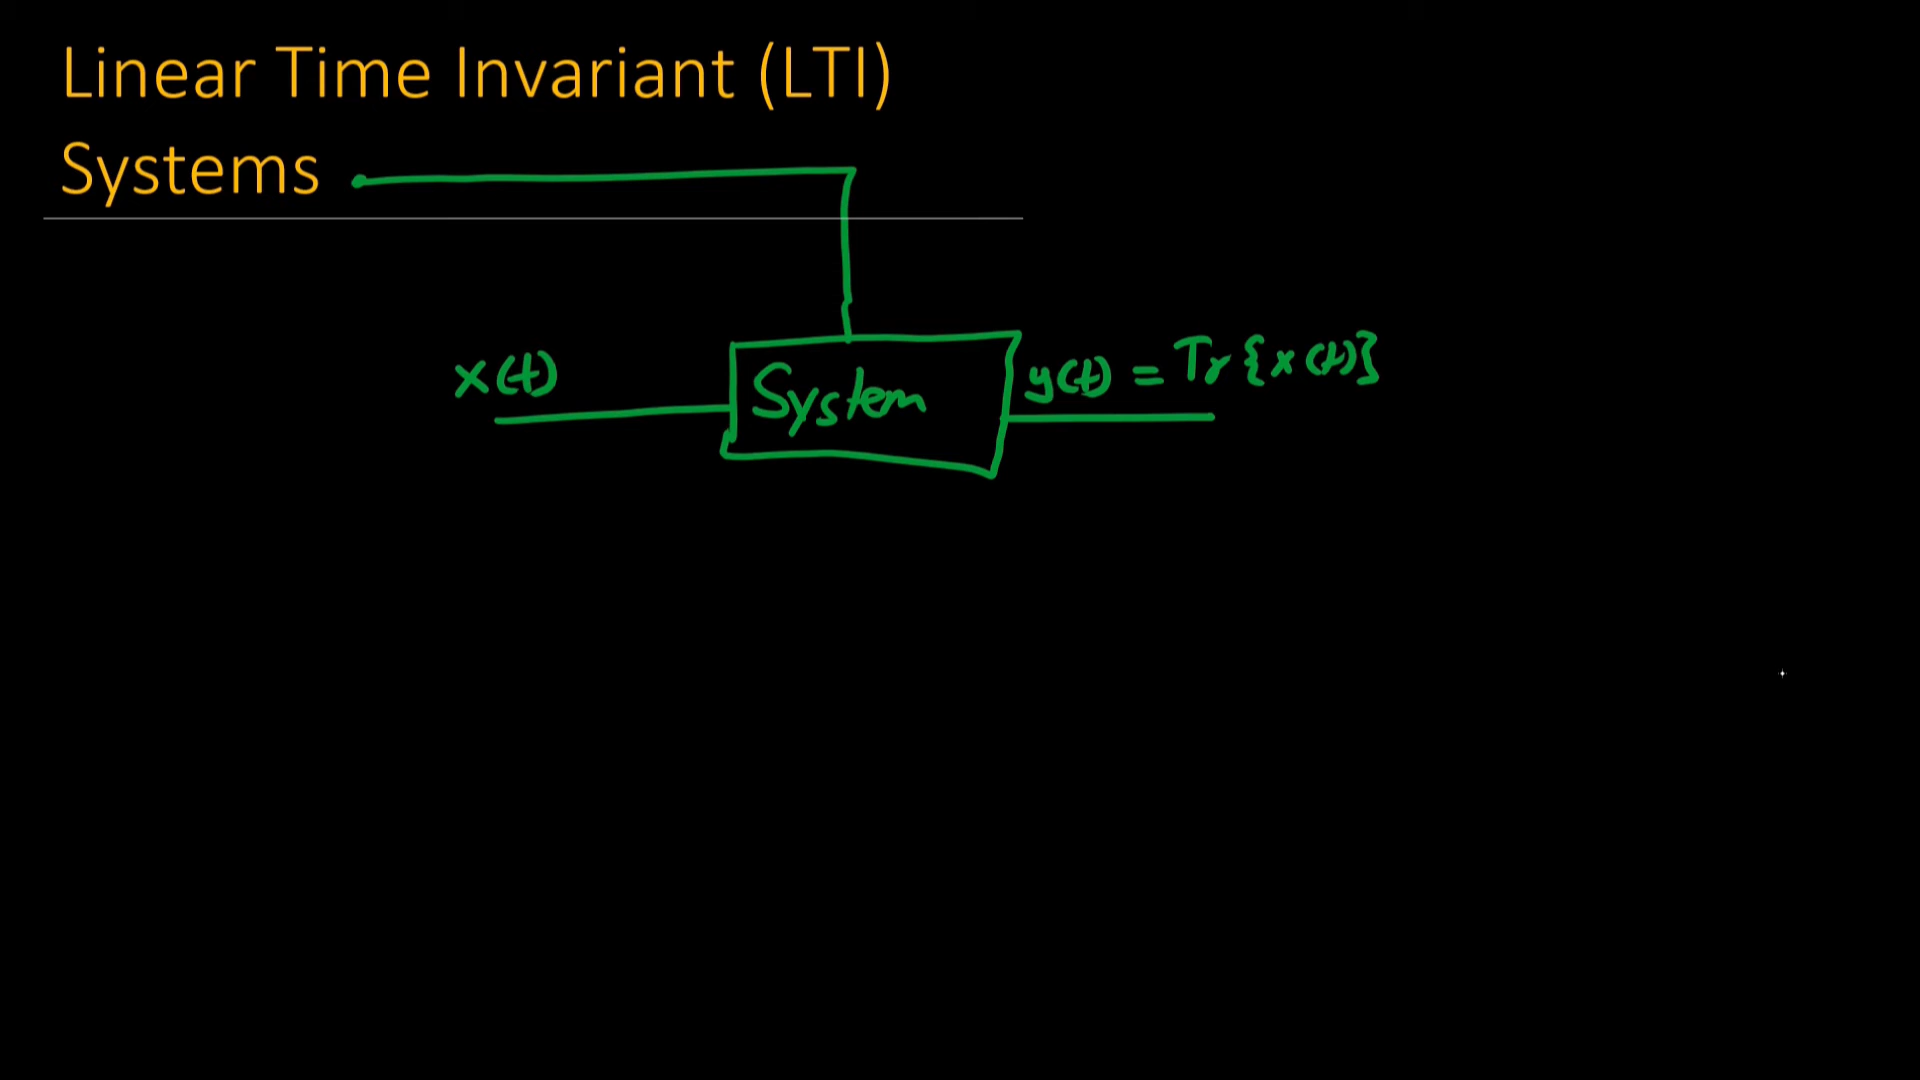 Linear Time Invariant (LTI)
Systems
x(t)
System
y(t) = Tr{x(t)}